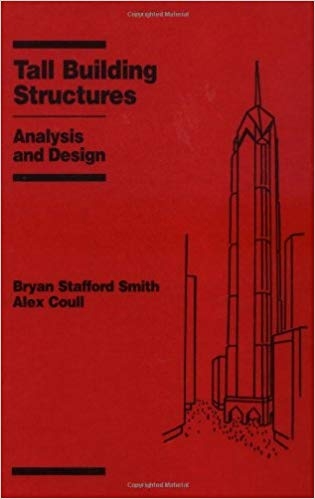 Tall Building
Structures
Analysis
and Design
Bryan Stafford Smith
Alex Coull